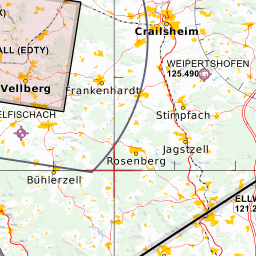 X)
Crailsheim
ALL (EDTY)
WEIPERTSHOFEN
125.490
Vellberg
Frankenhardt
Stimpfach
ELFISCHACH
Jagstzell
Rosenberg
Bühlerzell
ELLW
121.2